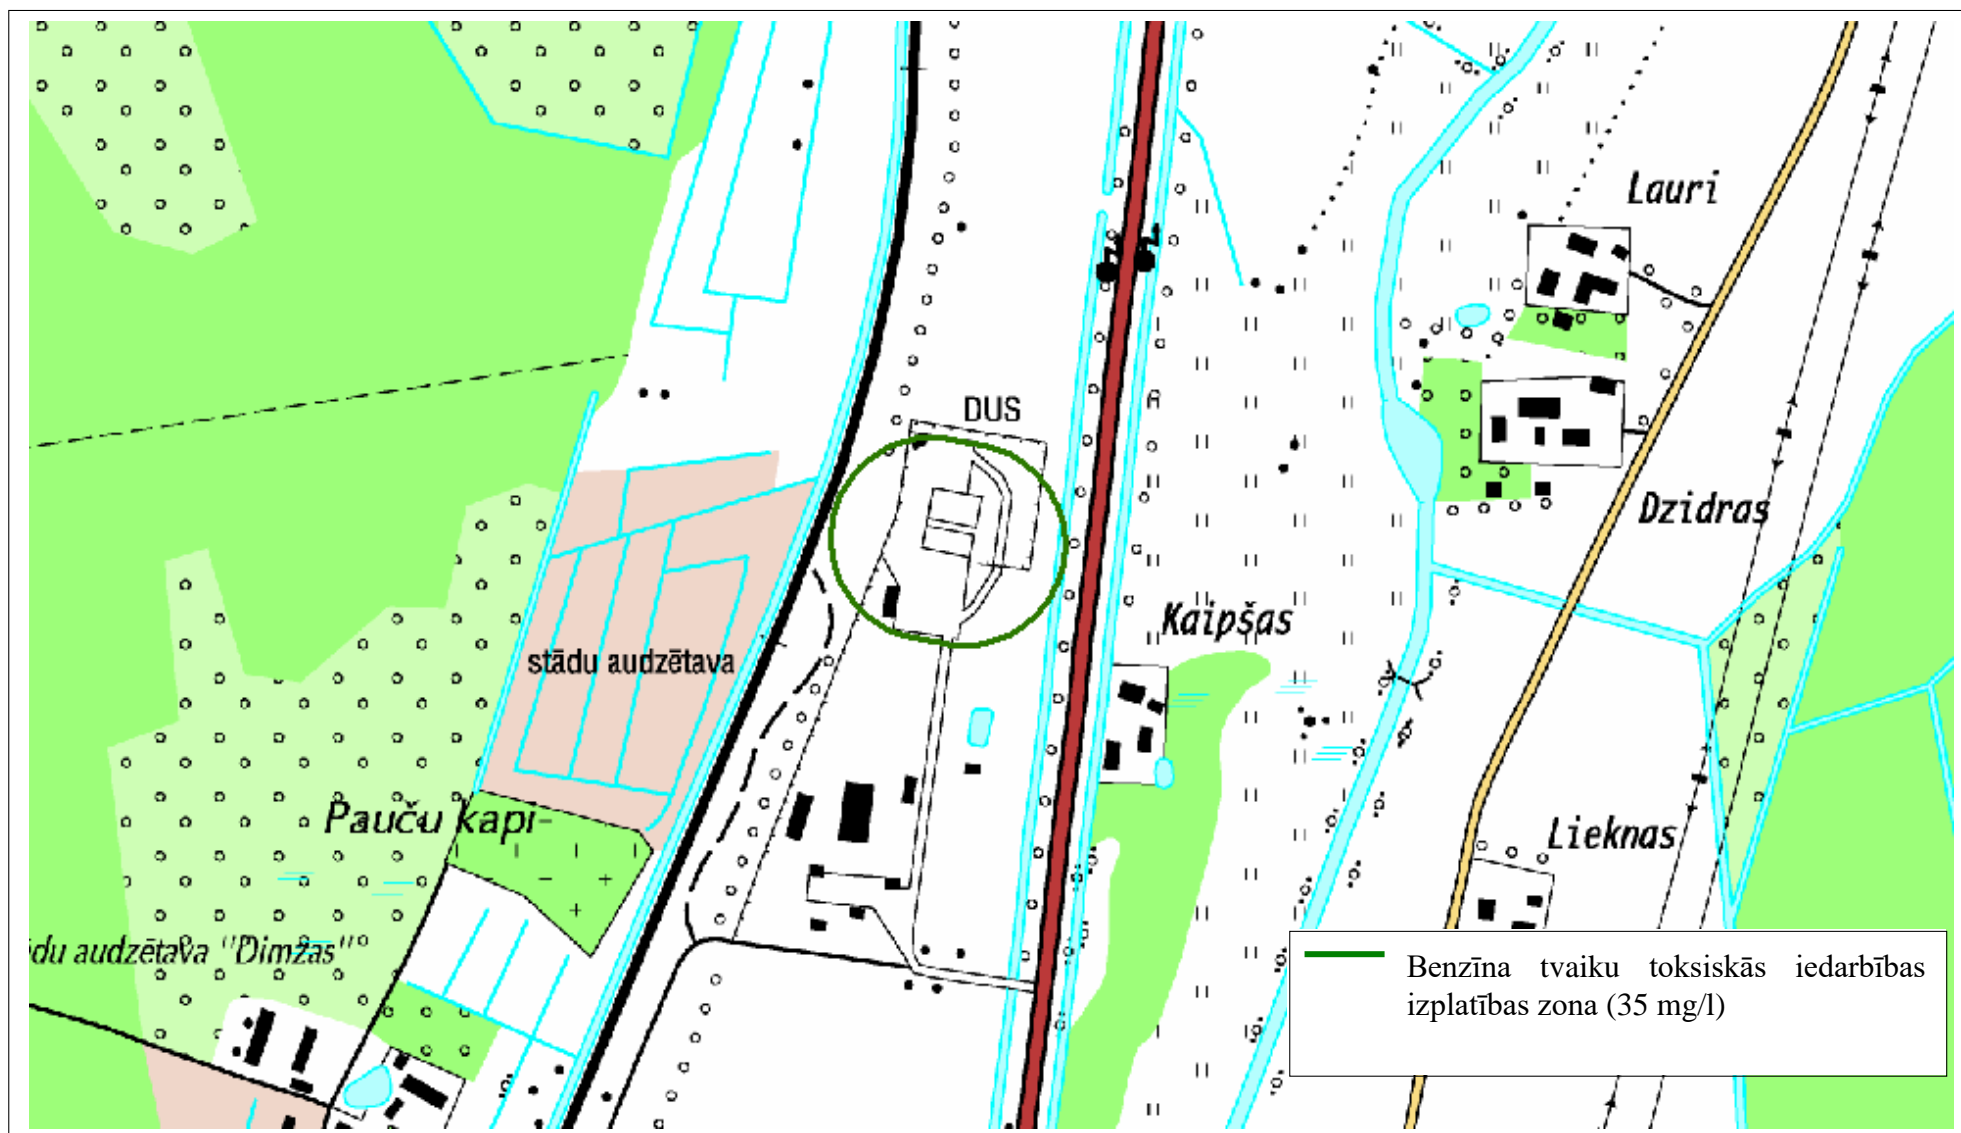 Lauri
DUS
Dzidras
Kaipšas
stādu audzētava
Pauču kapi
Lieknas
ādu audzētava "Dimzas"
Benzīna tvaiku toksiskās iedarbības
izplatības zona (35 mg/l)